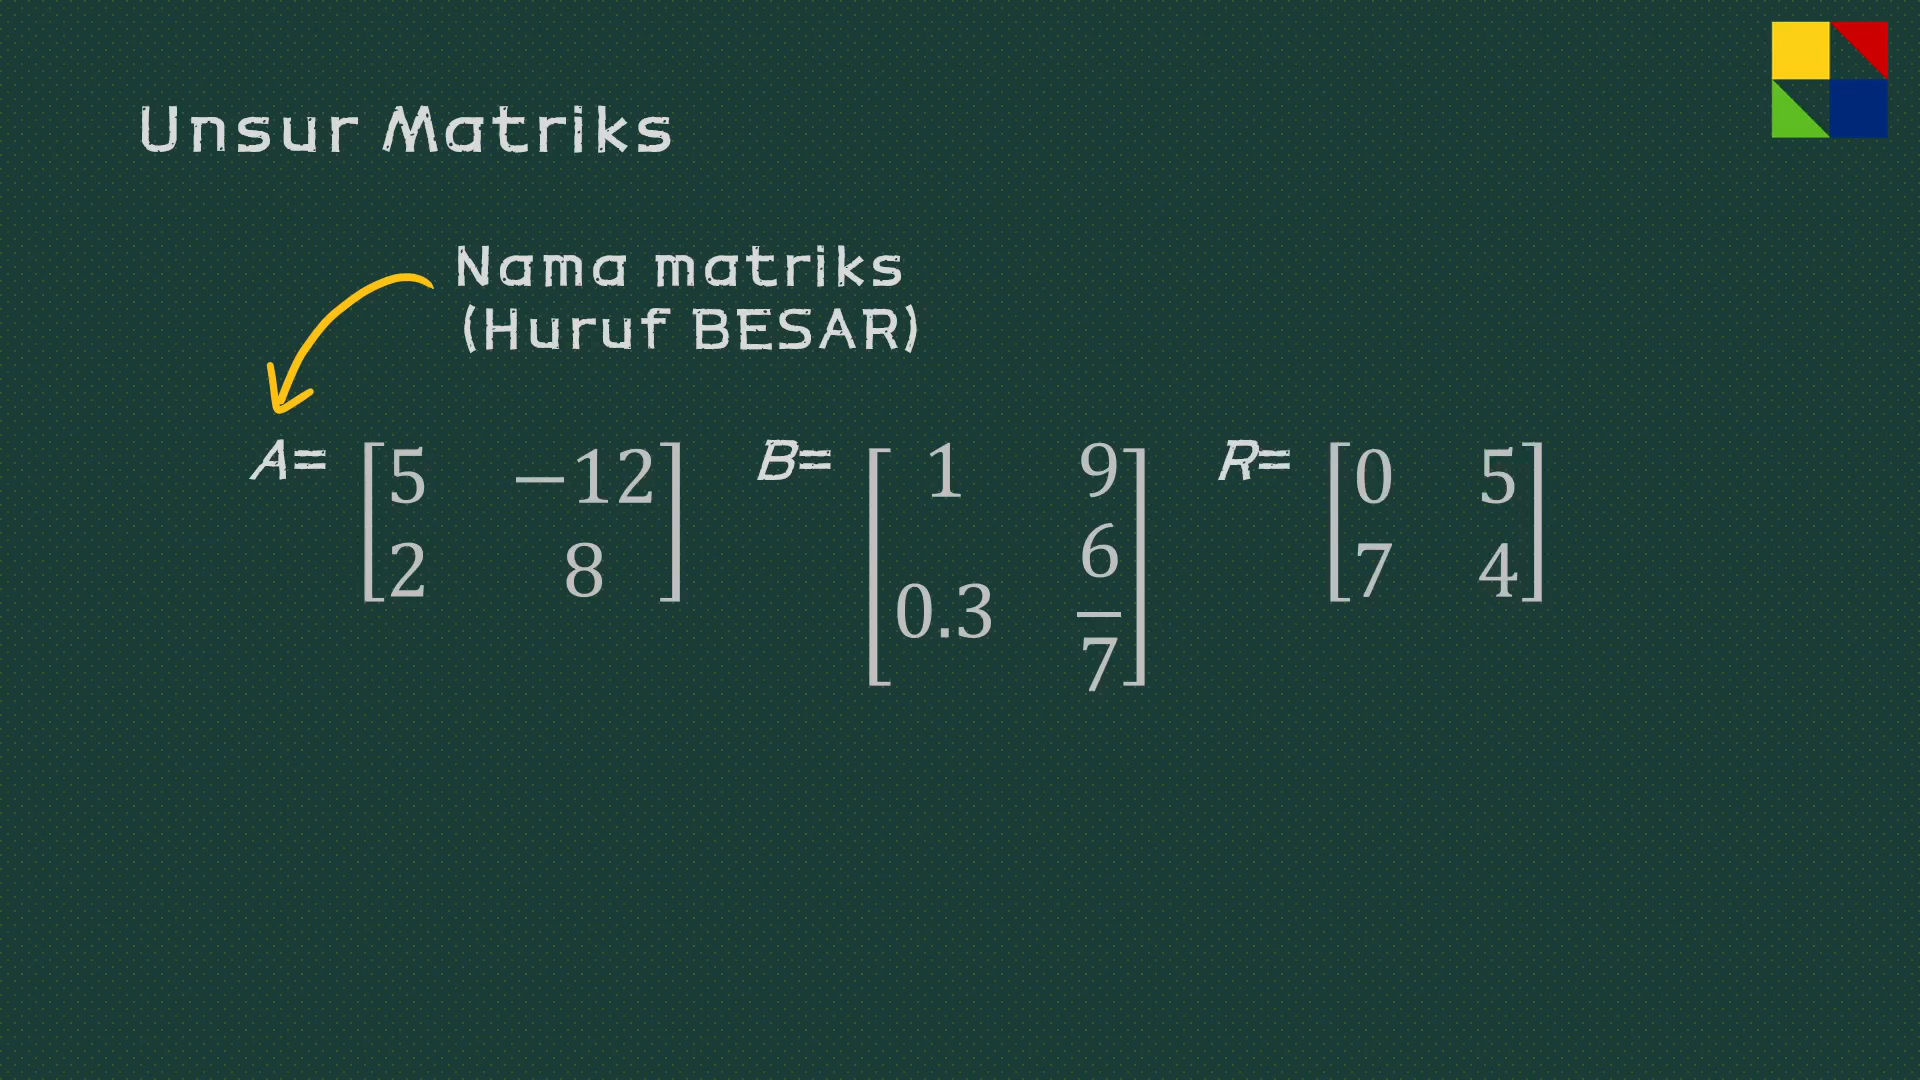 Unsur Matriks
Nama matriks
(Huruf BESAR)
A= [5 −12] B= [1 9] R= [0 5]
[2 8] [0.3 6/7] [7 4]